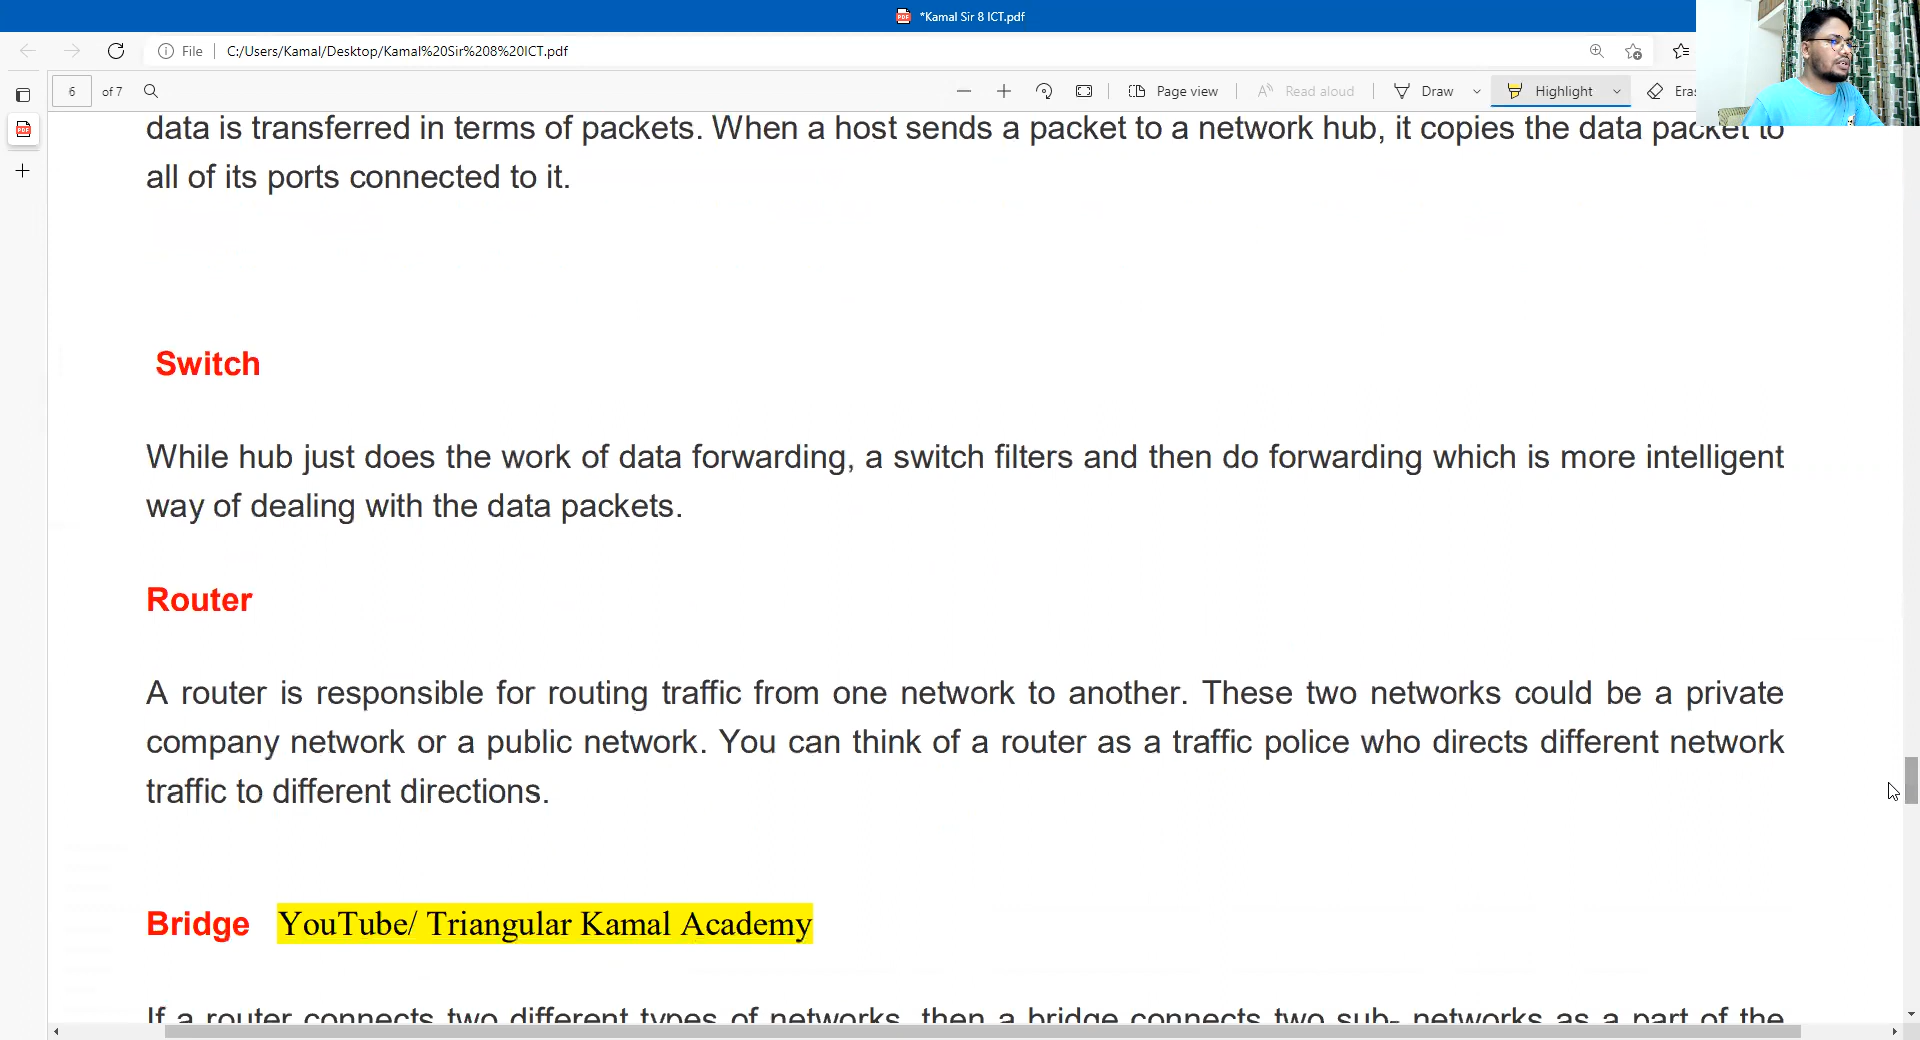 *Kamal Sir 8 ICT.pdf
File C:/Users/Kamal/Desktop/Kamal%20Sir%208%20ICT.pdf
6 of 7 Page view Read aloud Draw Highlight Eras
data is transferred in terms of packets. When a host sends a packet to a network hub, it copies the data packet to
all of its ports connected to it.
Switch
While hub just does the work of data forwarding, a switch filters and then do forwarding which is more intelligent
way of dealing with the data packets.
Router
A router is responsible for routing traffic from one network to another. These two networks could be a private
company network or a public network. You can think of a router as a traffic police who directs different network
traffic to different directions.
Bridge YouTube/ Triangular Kamal Academy
If a router connects two different types of networks, then a bridge connects two sub- networks as a part of the